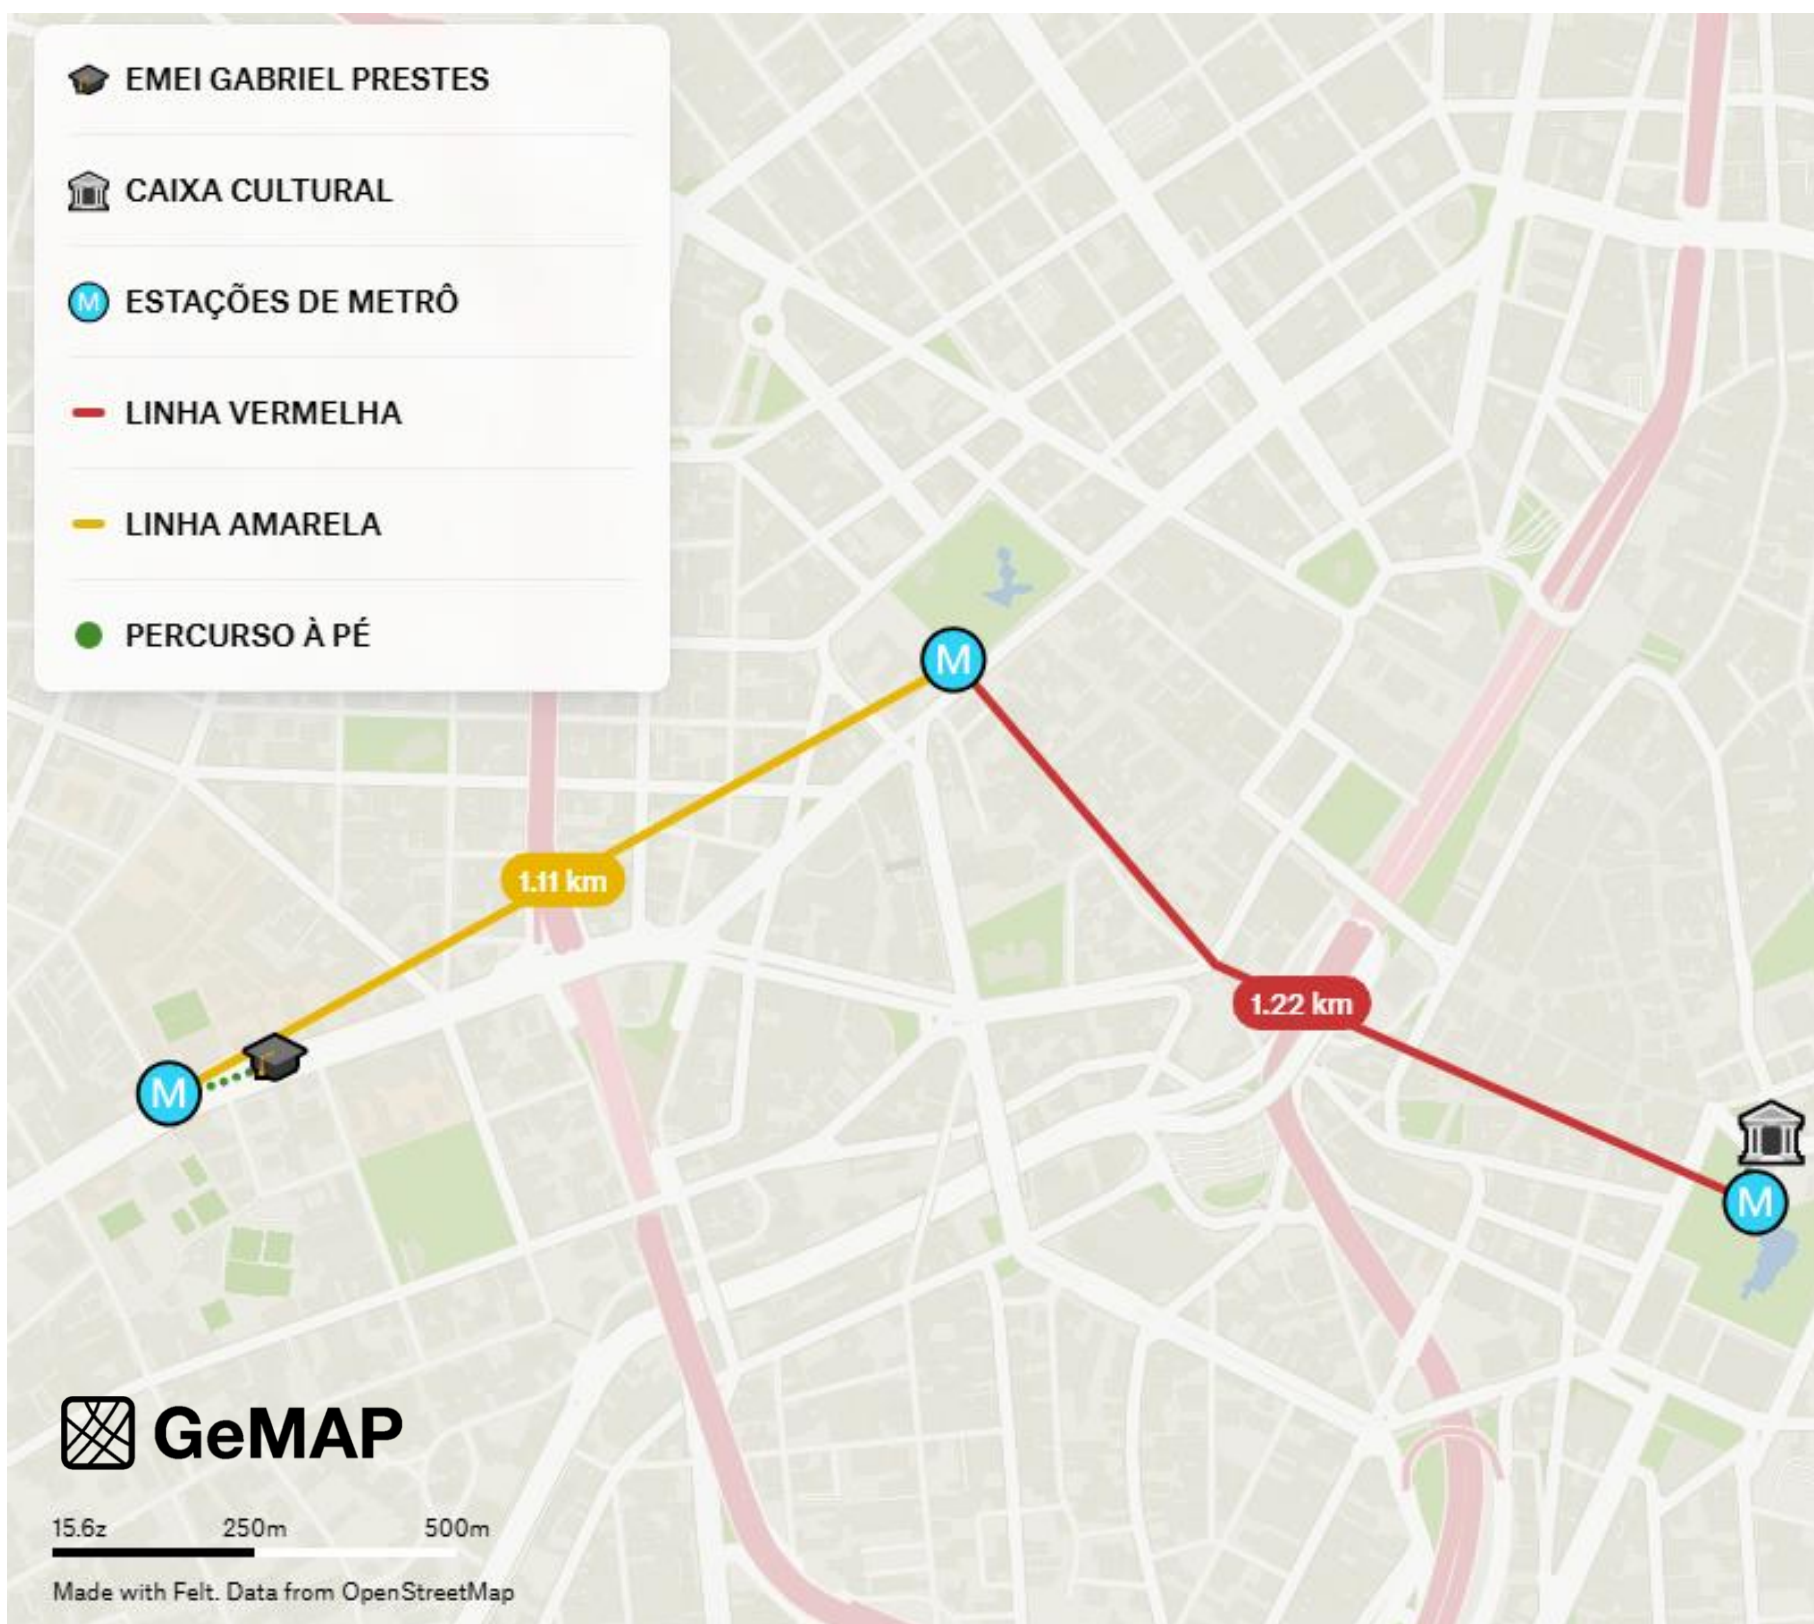 EMEI GABRIEL PRESTES
CAIXA CULTURAL
M ESTAÇÕES DE METRÔ
LINHA VERMELHA
LINHA AMARELA
PERCURSO À PÉ
M
1.11 km
1.22 km
M
M
GeMAP
15.6z 250m 500m
Made with Felt. Data from OpenStreetMap